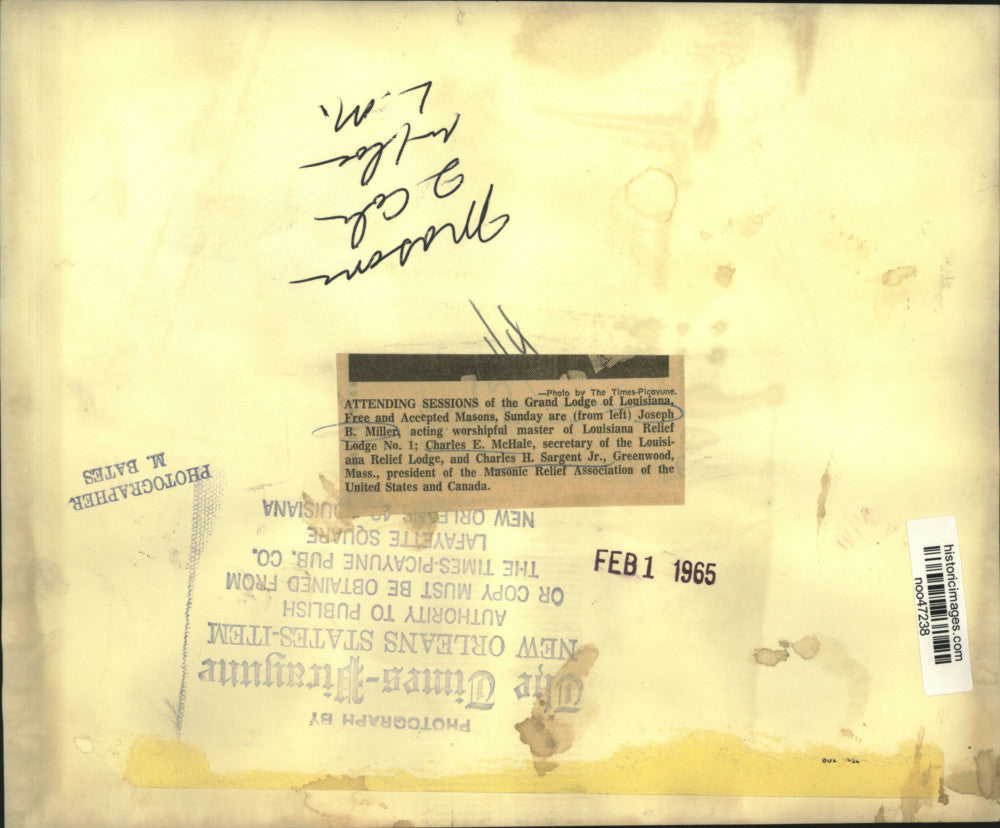 Masons
2 Col
L.M.
—Photo by The Times-Picayune.
ATTENDING SESSIONS of the Grand Lodge of Louisiana,
Free and Accepted Masons, Sunday are (from left) Joseph
B. Miller, acting worshipful master of Louisiana Relief
Lodge No. 1; Charles E. McHale, secretary of the Louisi-
ana Relief Lodge, and Charles H. Sargent Jr., Greenwood,
Mass., president of the Masonic Relief Association of the
United States and Canada.
FEB 1 1965
PHOTOGRAPHER
M. BATES
PHOTOGRAPH BY
The Times-Picayune
NEW ORLEANS STATES-ITEM
AUTHORITY TO PUBLISH
OR COPY MUST BE OBTAINED FROM
THE TIMES-PICAYUNE PUB. CO.
LAFAYETTE SQUARE
NEW ORLEANS 40 LOUISIANA
historicimages.com
noo47238